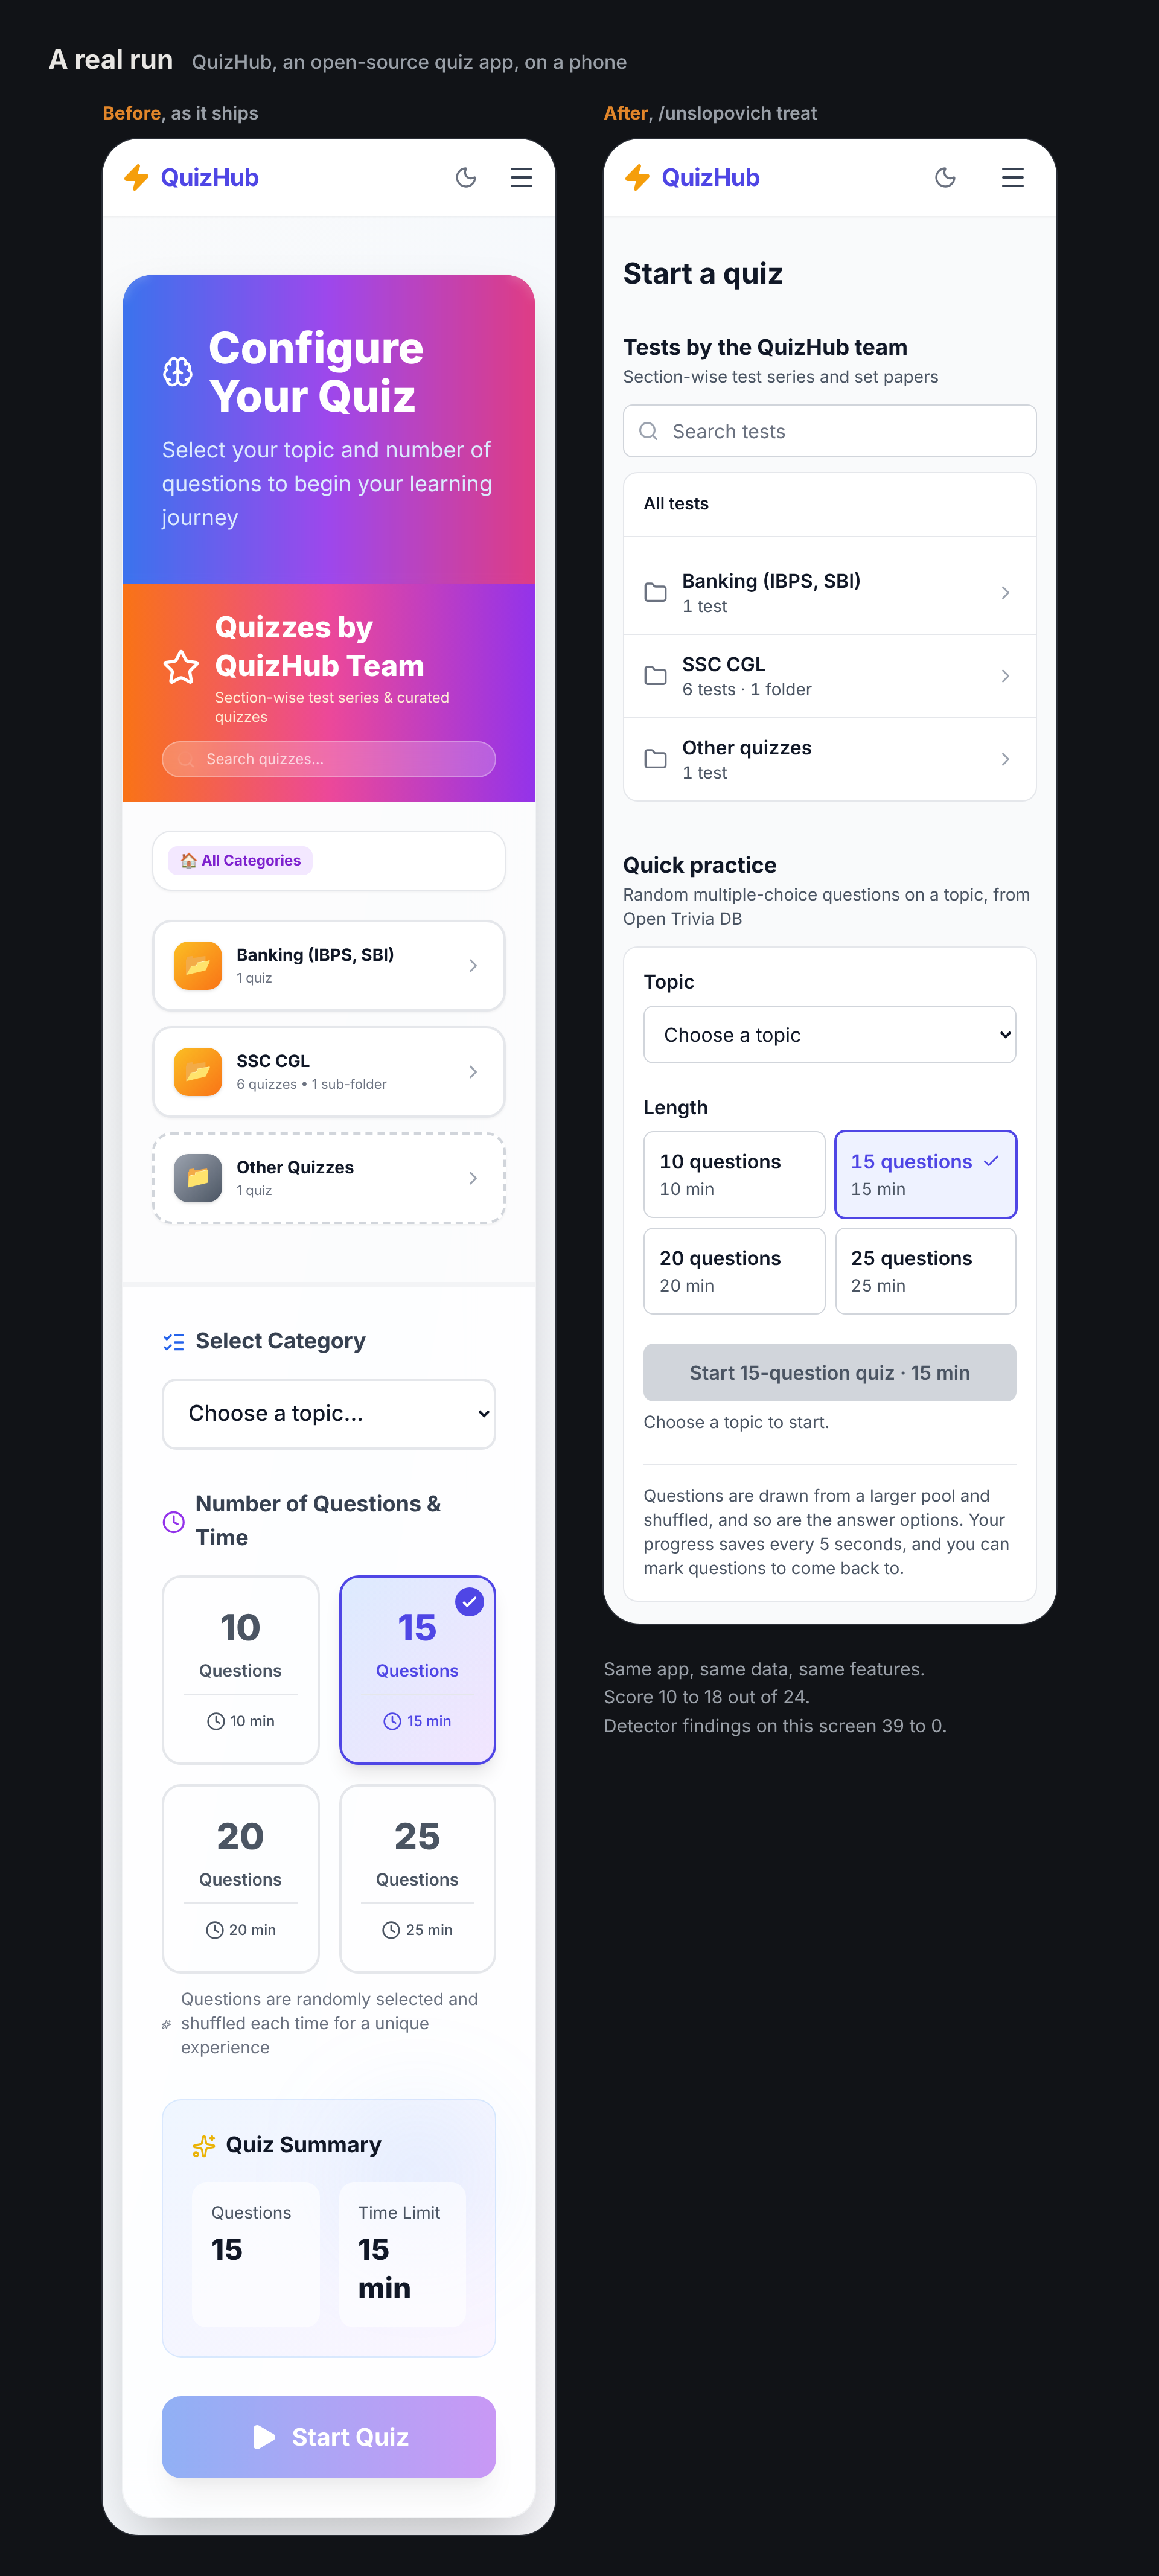 A real run QuizHub, an open-source quiz app, on a phone
Before, as it ships
QuizHub
Configure
Your Quiz
Select your topic and number of
questions to begin your learning
journey
Quizzes by
QuizHub Team
Section-wise test series & curated
quizzes
Search quizzes...
🏠 All Categories
Banking (IBPS, SBI)
1 quiz
SSC CGL
6 quizzes • 1 sub-folder
Other Quizzes
1 quiz
Select Category
Choose a topic...
Number of Questions &
Time
10
Questions
10 min
15
Questions
15 min
20
Questions
20 min
25
Questions
25 min
Questions are randomly selected and
shuffled each time for a unique
experience
Quiz Summary
Questions
15
Time Limit
15
min
Start Quiz
After, /unslopovich treat
QuizHub
Start a quiz
Tests by the QuizHub team
Section-wise test series and set papers
Search tests
All tests
Banking (IBPS, SBI)
1 test
SSC CGL
6 tests · 1 folder
Other quizzes
1 test
Quick practice
Random multiple-choice questions on a topic, from
Open Trivia DB
Topic
Choose a topic
Length
10 questions
10 min
15 questions
15 min
20 questions
20 min
25 questions
25 min
Start 15-question quiz · 15 min
Choose a topic to start.
Questions are drawn from a larger pool and
shuffled, and so are the answer options. Your
progress saves every 5 seconds, and you can
mark questions to come back to.
Same app, same data, same features.
Score 10 to 18 out of 24.
Detector findings on this screen 39 to 0.